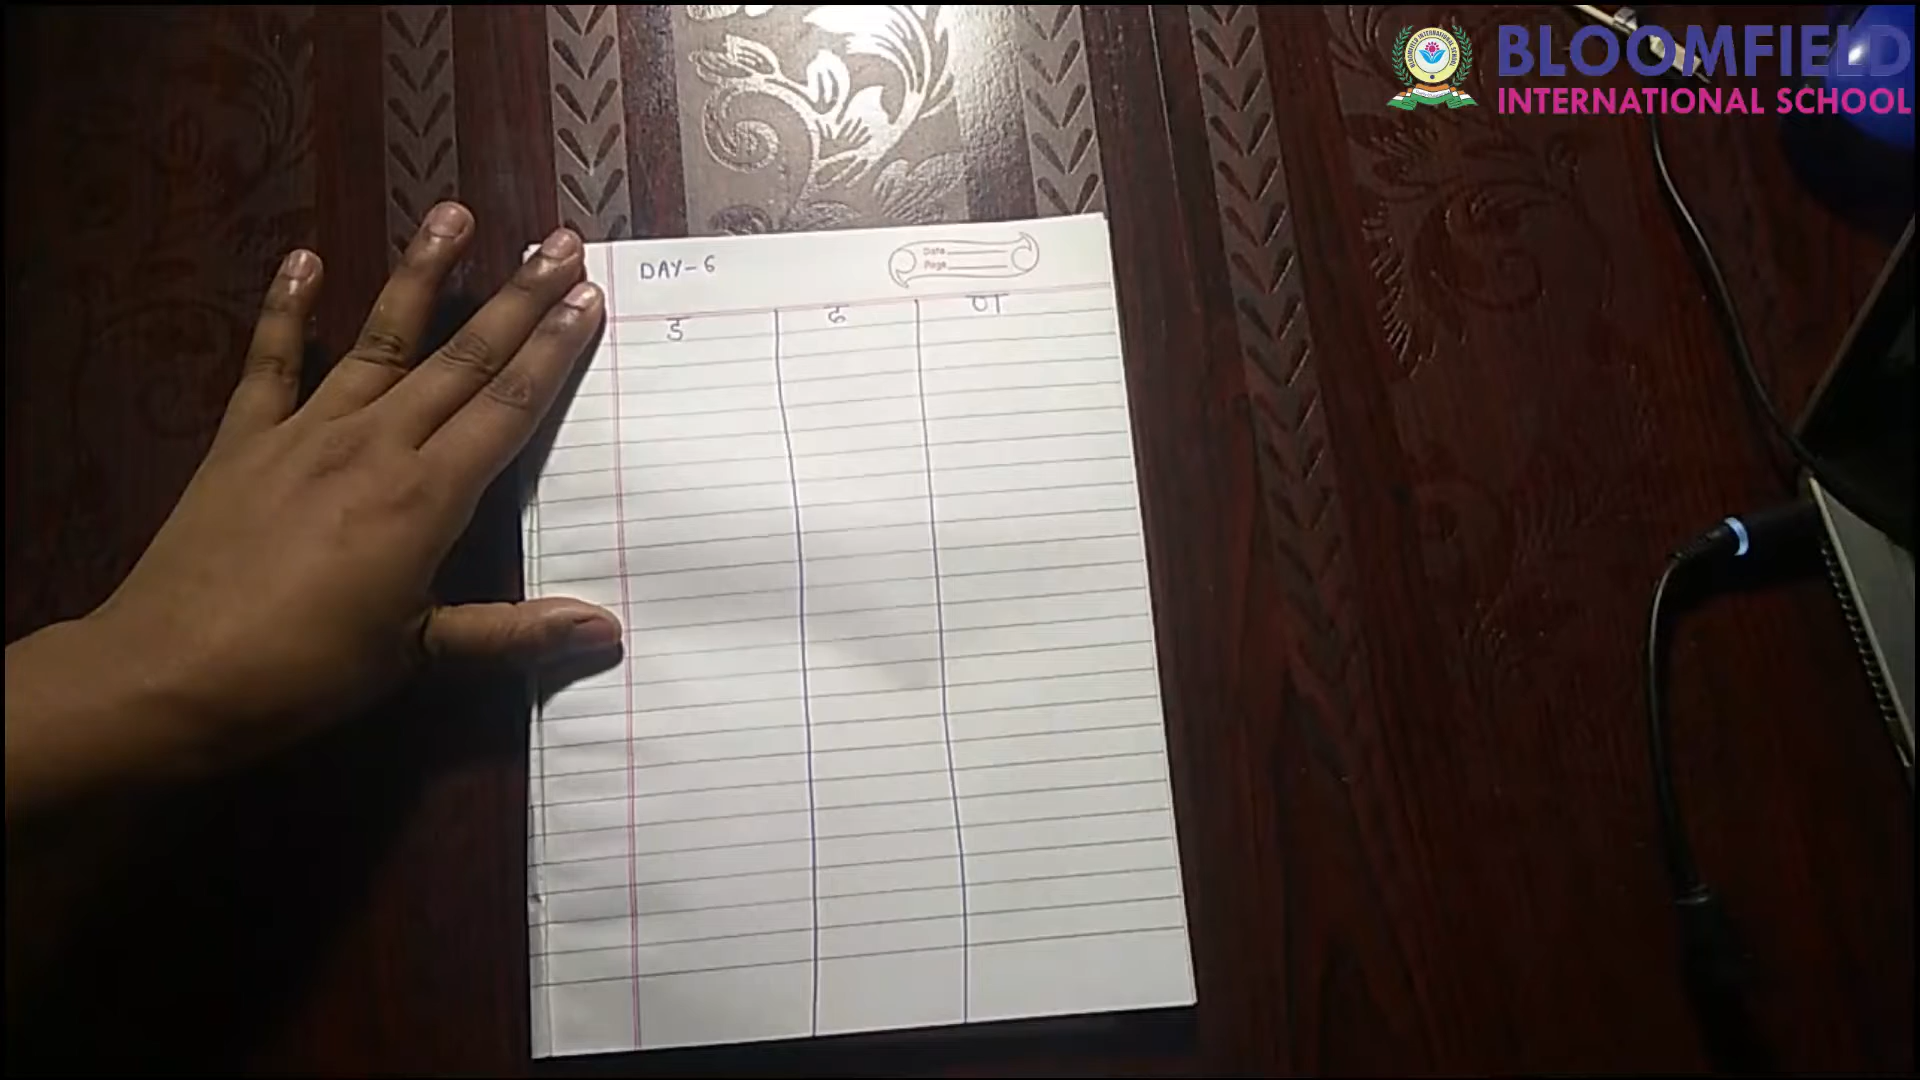 BLOOMFIELD
INTERNATIONAL SCHOOL
DAY-6
Date
Page
ड ढ ण